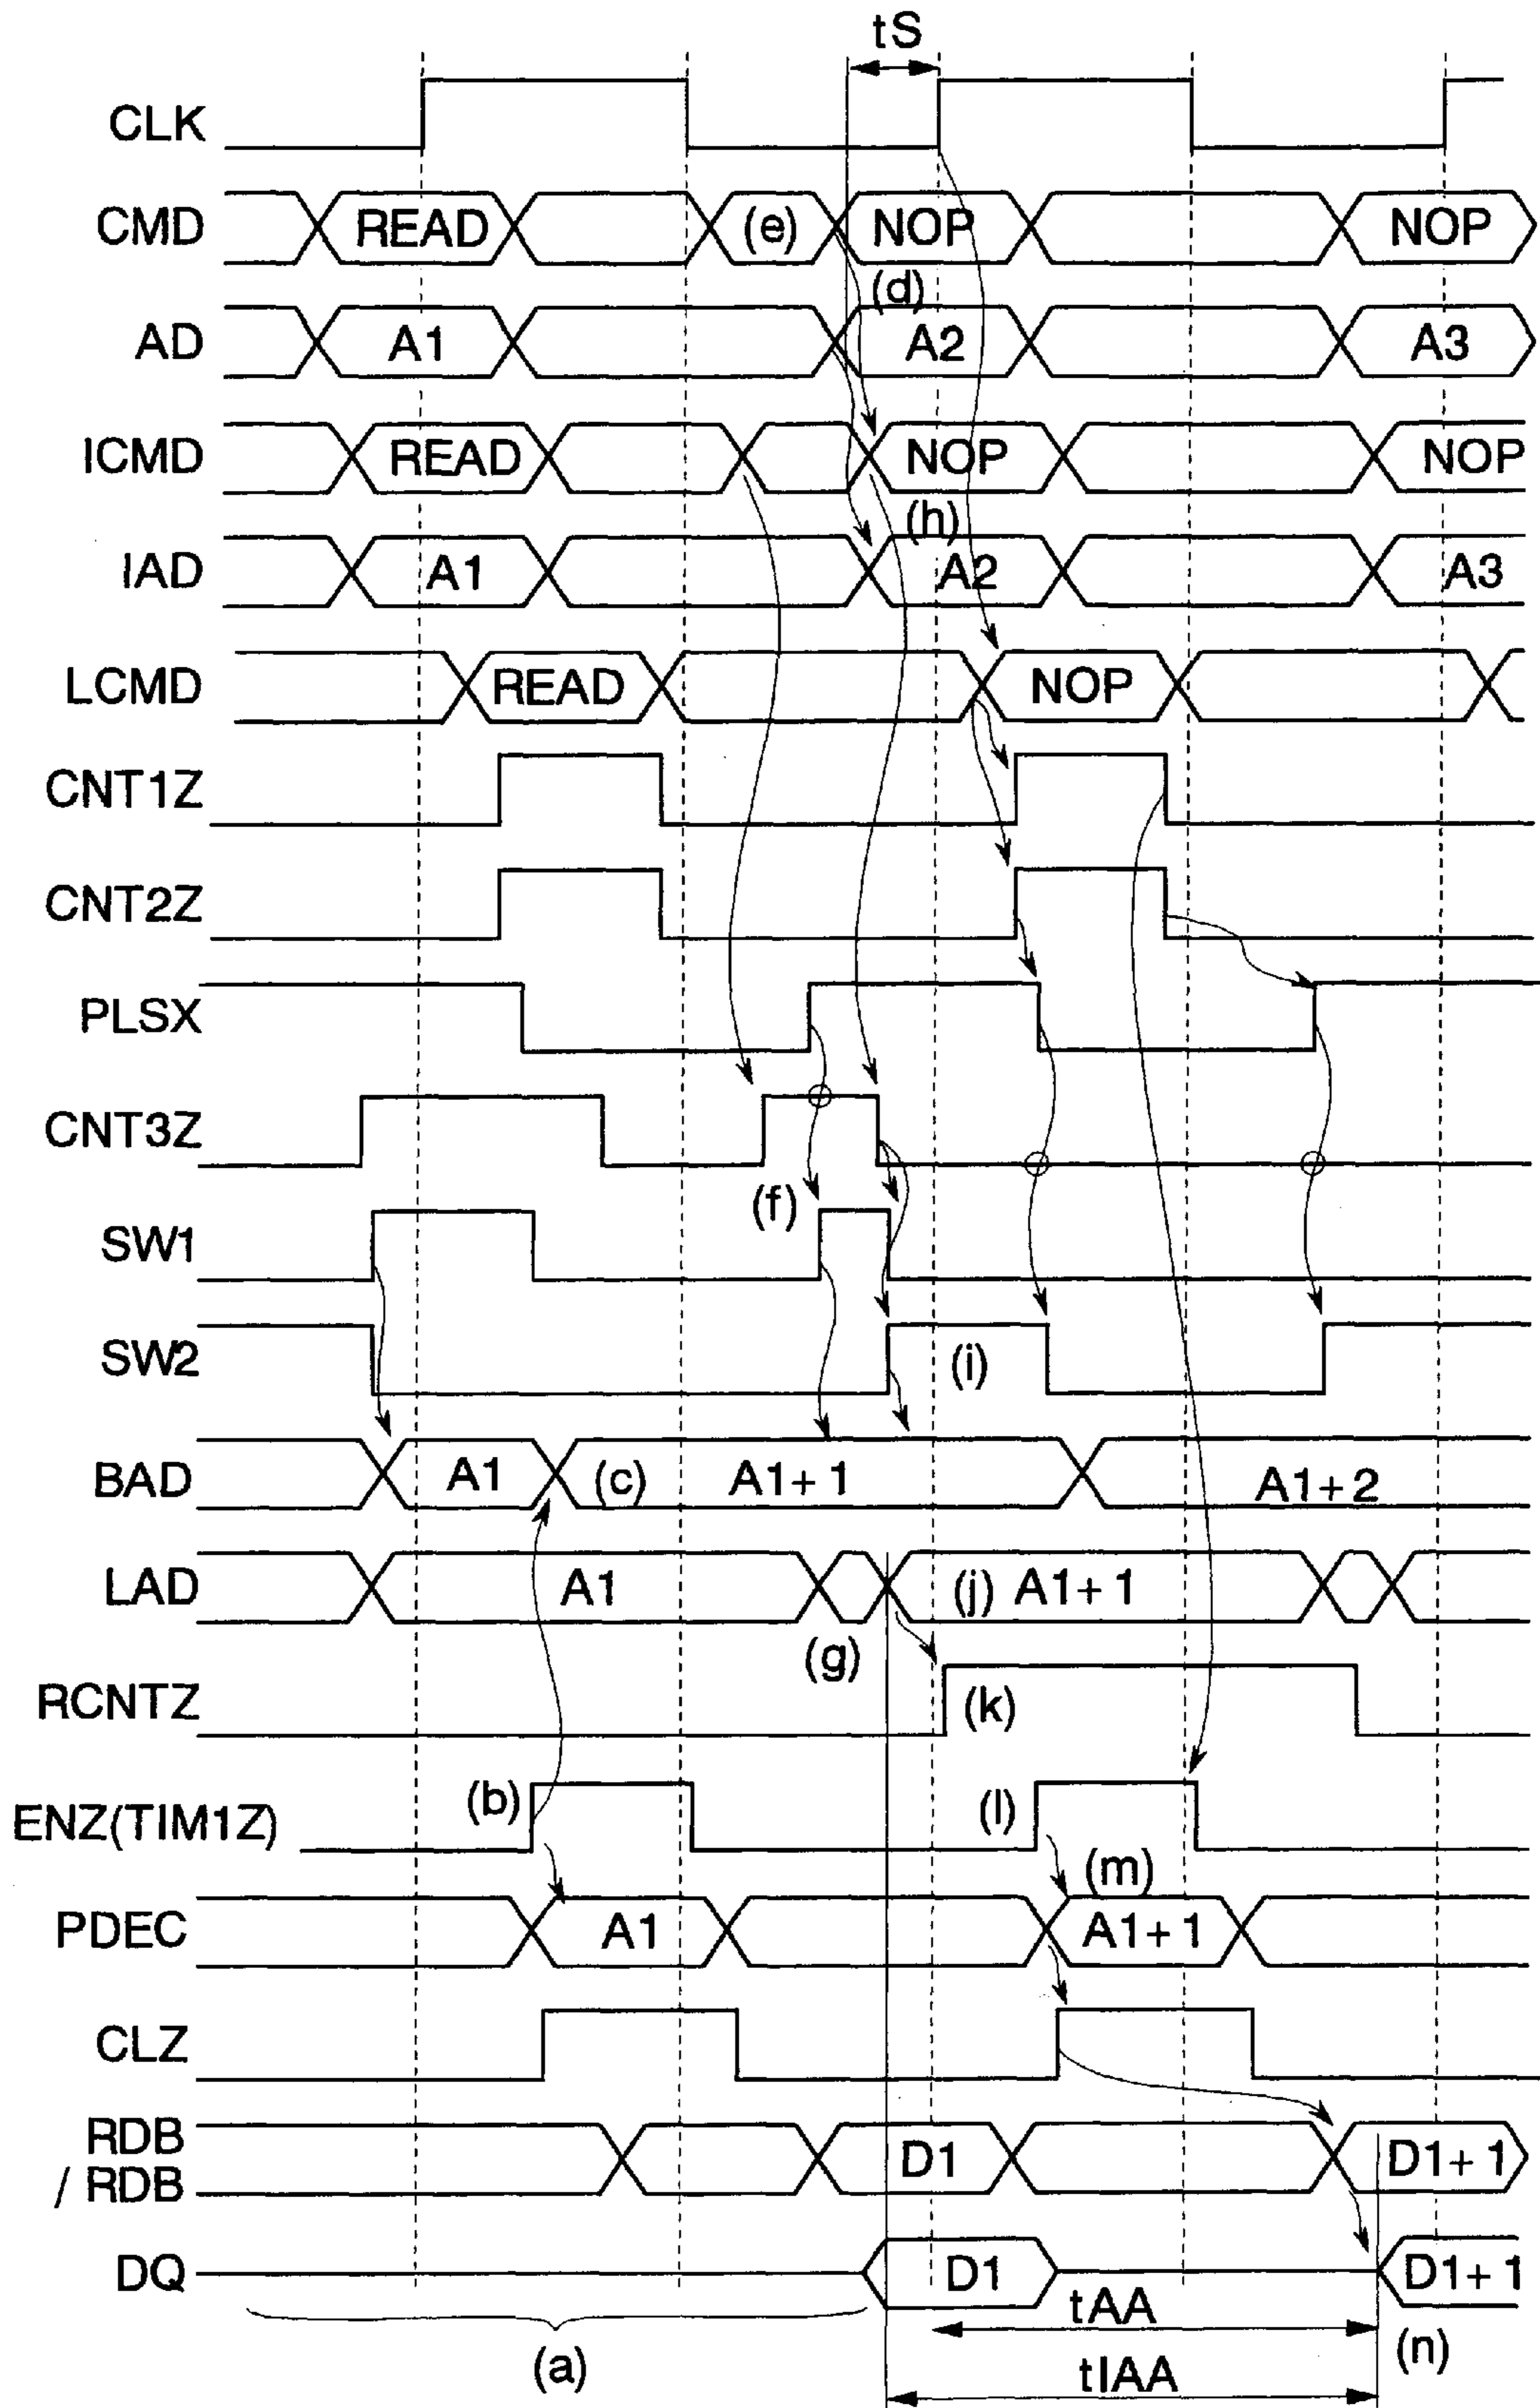 tS
CLK
CMD READ (e) NOP NOP
(d)
AD A1 A2 A3
ICMD READ NOP NOP
(h)
IAD A1 A2 A3
LCMD READ NOP
CNT1Z
CNT2Z
PLSX
CNT3Z
(f)
SW1
SW2 (i)
BAD A1 (c) A1+1 A1+2
LAD A1 (j) A1+1
(g)
RCNTZ (k)
ENZ(TIM1Z) (b) (l)
(m)
PDEC A1 A1+1
CLZ
RDB
/ RDB D1 D1+1
DQ D1 D1+1
tAA
(a) (n)
tIAA